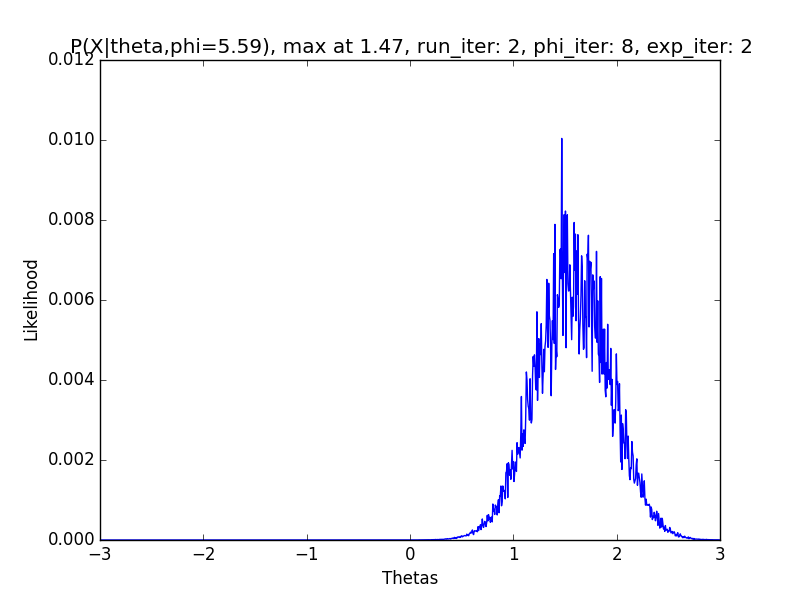 P(X|theta,phi=5.59), max at 1.47, run_iter: 2, phi_iter: 8, exp_iter: 2
0.012
0.010
0.008
0.006
0.004
0.002
0.000
Likelihood
−3 −2 −1 0 1 2 3
Thetas